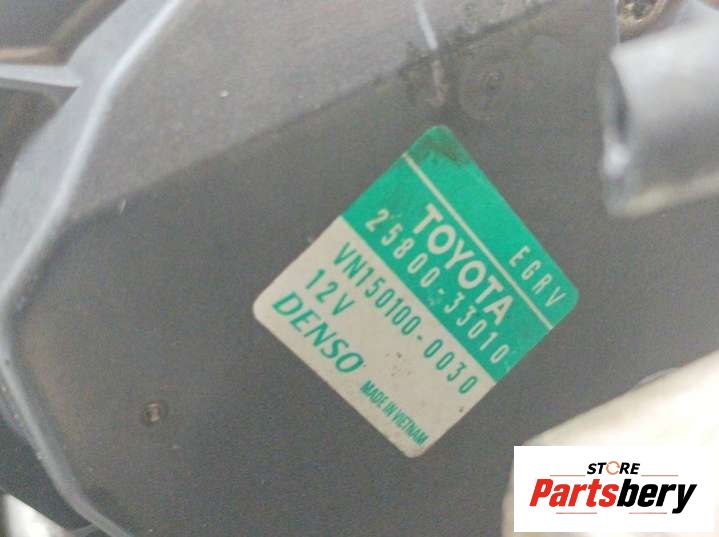 EGRV
TOYOTA
25800-33010
VN150100-0030
12V
DENSO
MADE IN VIETNAM
STORE
Partsbery